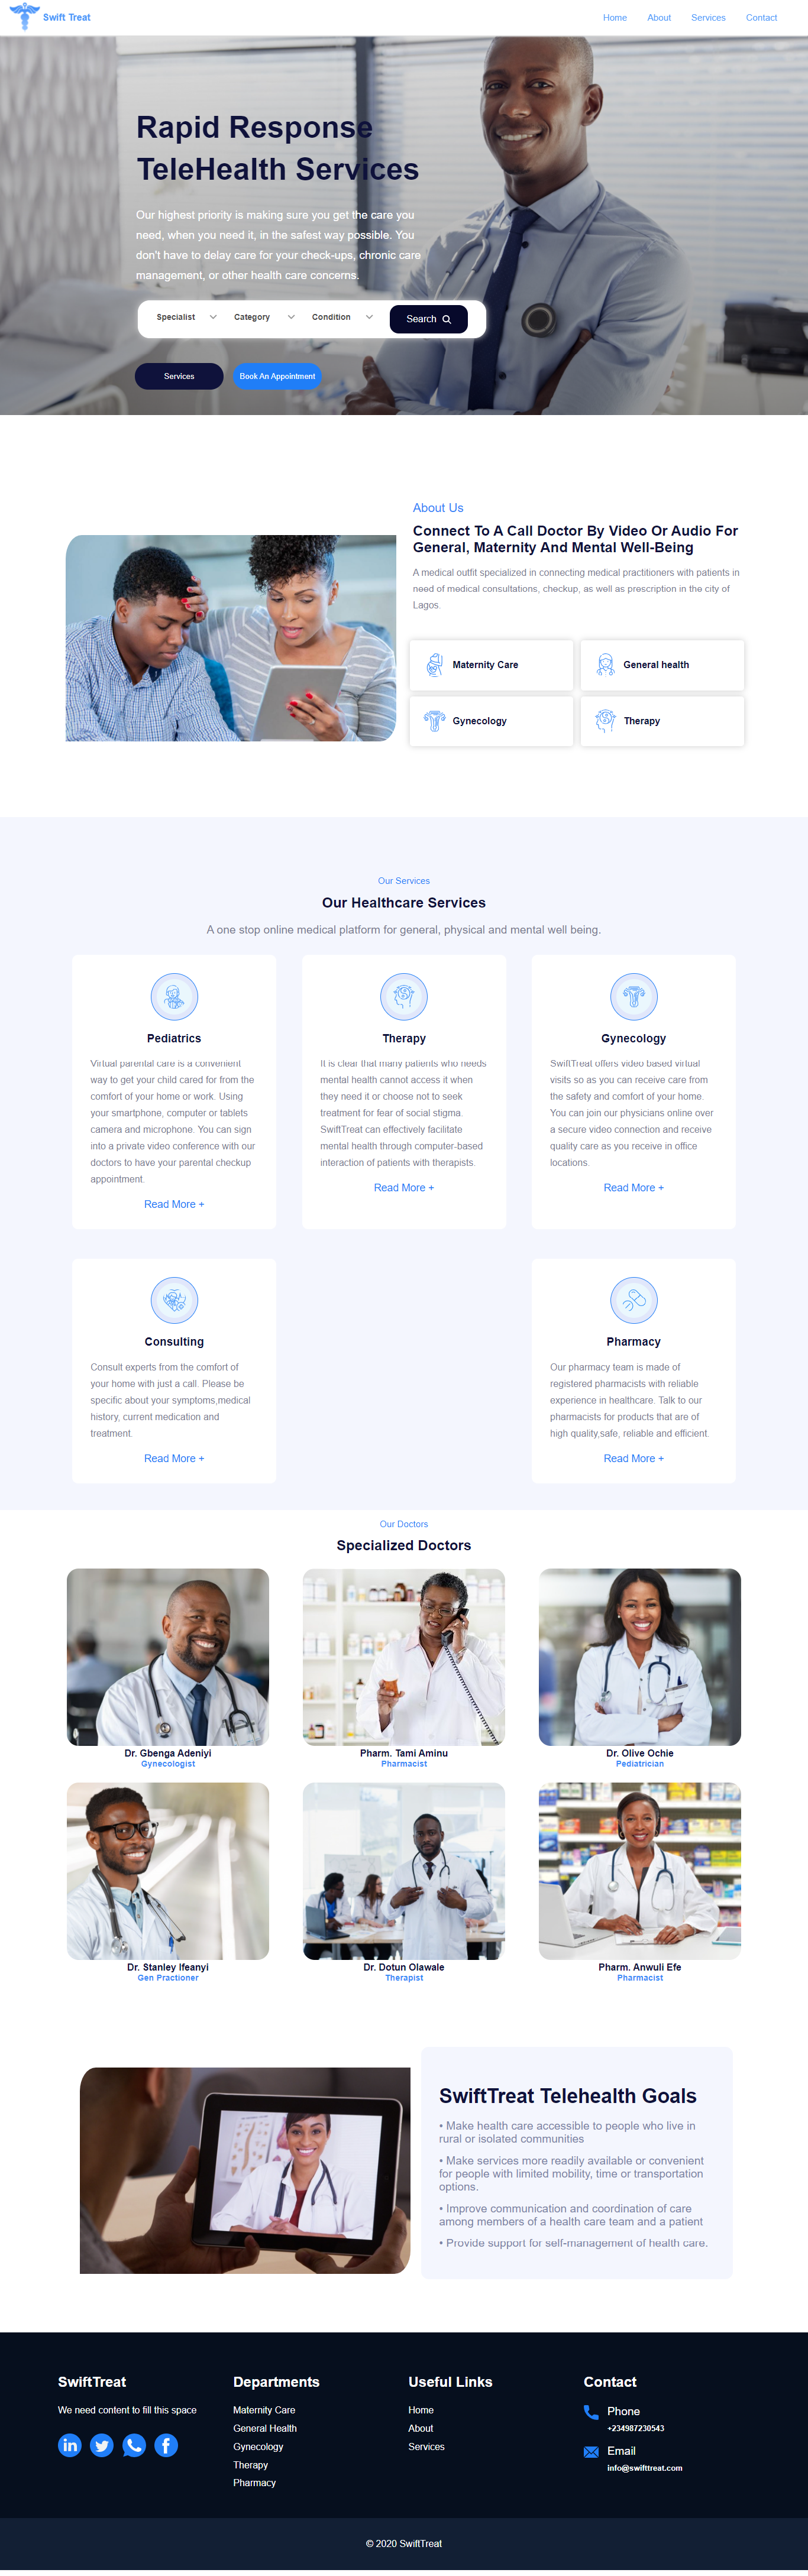 Swift Treat
Home About Services Contact
Rapid Response
TeleHealth Services
Our highest priority is making sure you get the care you
need, when you need it, in the safest way possible. You
don't have to delay care for your check-ups, chronic care
management, or other health care concerns.
Specialist Category Condition Search
Services Book An Appointment
About Us
Connect To A Call Doctor By Video Or Audio For
General, Maternity And Mental Well-Being
A medical outfit specialized in connecting medical practitioners with patients in
need of medical consultations, checkup, as well as prescription in the city of
Lagos.
Maternity Care General health
Gynecology Therapy
Our Services
Our Healthcare Services
A one stop online medical platform for general, physical and mental well being.
Pediatrics
Virtual parental care is a convenient
way to get your child cared for from the
comfort of your home or work. Using
your smartphone, computer or tablets
camera and microphone. You can sign
into a private video conference with our
doctors to have your parental checkup
appointment.
Read More +
Therapy
It is clear that many patients who needs
mental health cannot access it when
they need it or choose not to seek
treatment for fear of social stigma.
SwiftTreat can effectively facilitate
mental health through computer-based
interaction of patients with therapists.
Read More +
Gynecology
SwiftTreat offers video based virtual
visits so as you can receive care from
the safety and comfort of your home.
You can join our physicians online over
a secure video connection and receive
quality care as you receive in office
locations.
Read More +
Consulting
Consult experts from the comfort of
your home with just a call. Please be
specific about your symptoms,medical
history, current medication and
treatment.
Read More +
Pharmacy
Our pharmacy team is made of
registered pharmacists with reliable
experience in healthcare. Talk to our
pharmacists for products that are of
high quality,safe, reliable and efficient.
Read More +
Our Doctors
Specialized Doctors
Dr. Gbenga Adeniyi
Gynecologist
Pharm. Tami Aminu
Pharmacist
Dr. Olive Ochie
Pediatrician
Dr. Stanley Ifeanyi
Gen Practioner
Dr. Dotun Olawale
Therapist
Pharm. Anwuli Efe
Pharmacist
SwiftTreat Telehealth Goals
• Make health care accessible to people who live in
rural or isolated communities
• Make services more readily available or convenient
for people with limited mobility, time or transportation
options.
• Improve communication and coordination of care
among members of a health care team and a patient
• Provide support for self-management of health care.
SwiftTreat
We need content to fill this space
Departments
Maternity Care
General Health
Gynecology
Therapy
Pharmacy
Useful Links
Home
About
Services
Contact
Phone
+234987230543
Email
info@swifttreat.com
© 2020 SwiftTreat